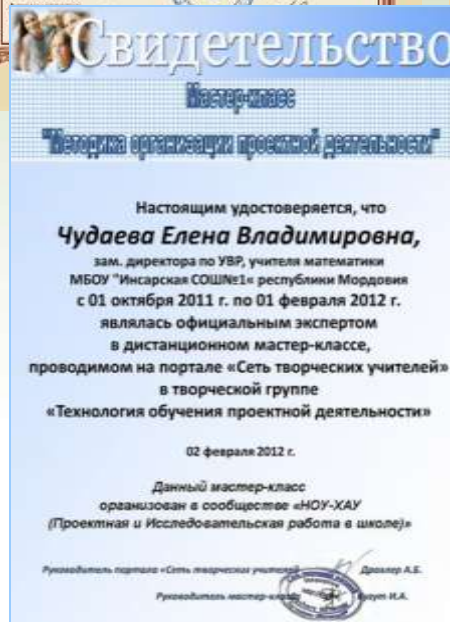 Свидетельство
Мастер-класс
"Методика организации проектной деятельности"
Настоящим удостоверяется, что
Чудаева Елена Владимировна,
зам. директора по УВР, учителя математики
МБОУ "Инсарская СОШ№1« республики Мордовия
с 01 октября 2011 г. по 01 февраля 2012 г.
являлась официальным экспертом
в дистанционном мастер-классе,
проводимом на портале «Сеть творческих учителей»
в творческой группе
«Технология обучения проектной деятельности»
02 февраля 2012 г.
Данный мастер-класс
организован в сообществе «НОУ-ХАУ
(Проектная и Исследовательская работа в школе)»
Руководитель портала «Сеть творческих учителей» Драхлер А.Б.
Руководитель мастер-класса И.А.